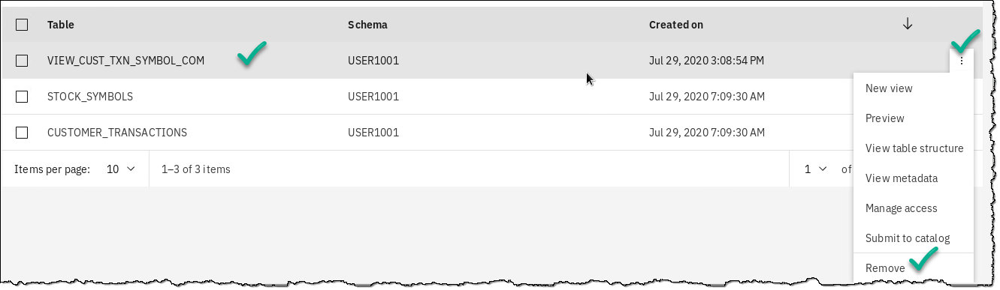 Table Schema Created on
VIEW_CUST_TXN_SYMBOL_COM USER1001 Jul 29, 2020 3:08:54 PM
STOCK_SYMBOLS USER1001 Jul 29, 2020 7:09:30 AM
CUSTOMER_TRANSACTIONS USER1001 Jul 29, 2020 7:09:30 AM
Items per page: 10 1–3 of 3 items 1 of
New view
Preview
View table structure
View metadata
Manage access
Submit to catalog
Remove